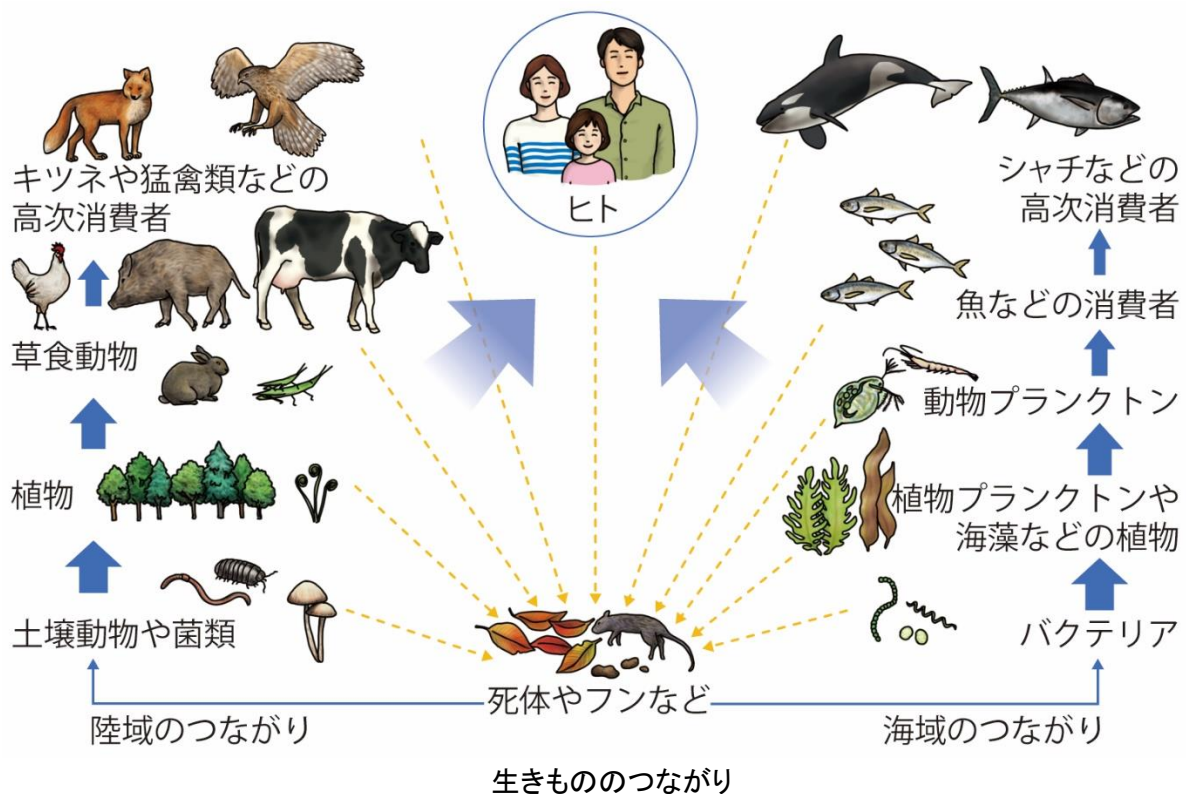 ヒト
キツネや猛禽類などの
高次消費者
草食動物
植物
土壌動物や菌類
陸域のつながり
シャチなどの
高次消費者
魚などの消費者
動物プランクトン
植物プランクトンや
海藻などの植物
バクテリア
海域のつながり
死体やフンなど
生きもののつながり